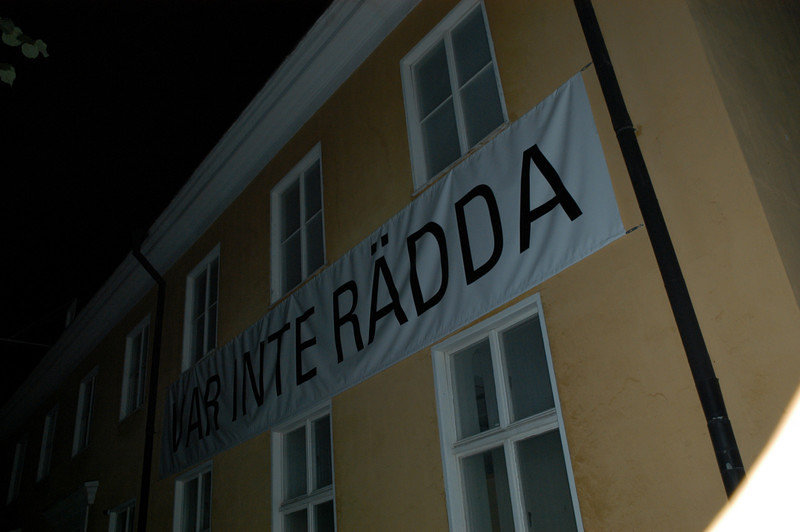 VAR INTE RÄDDA